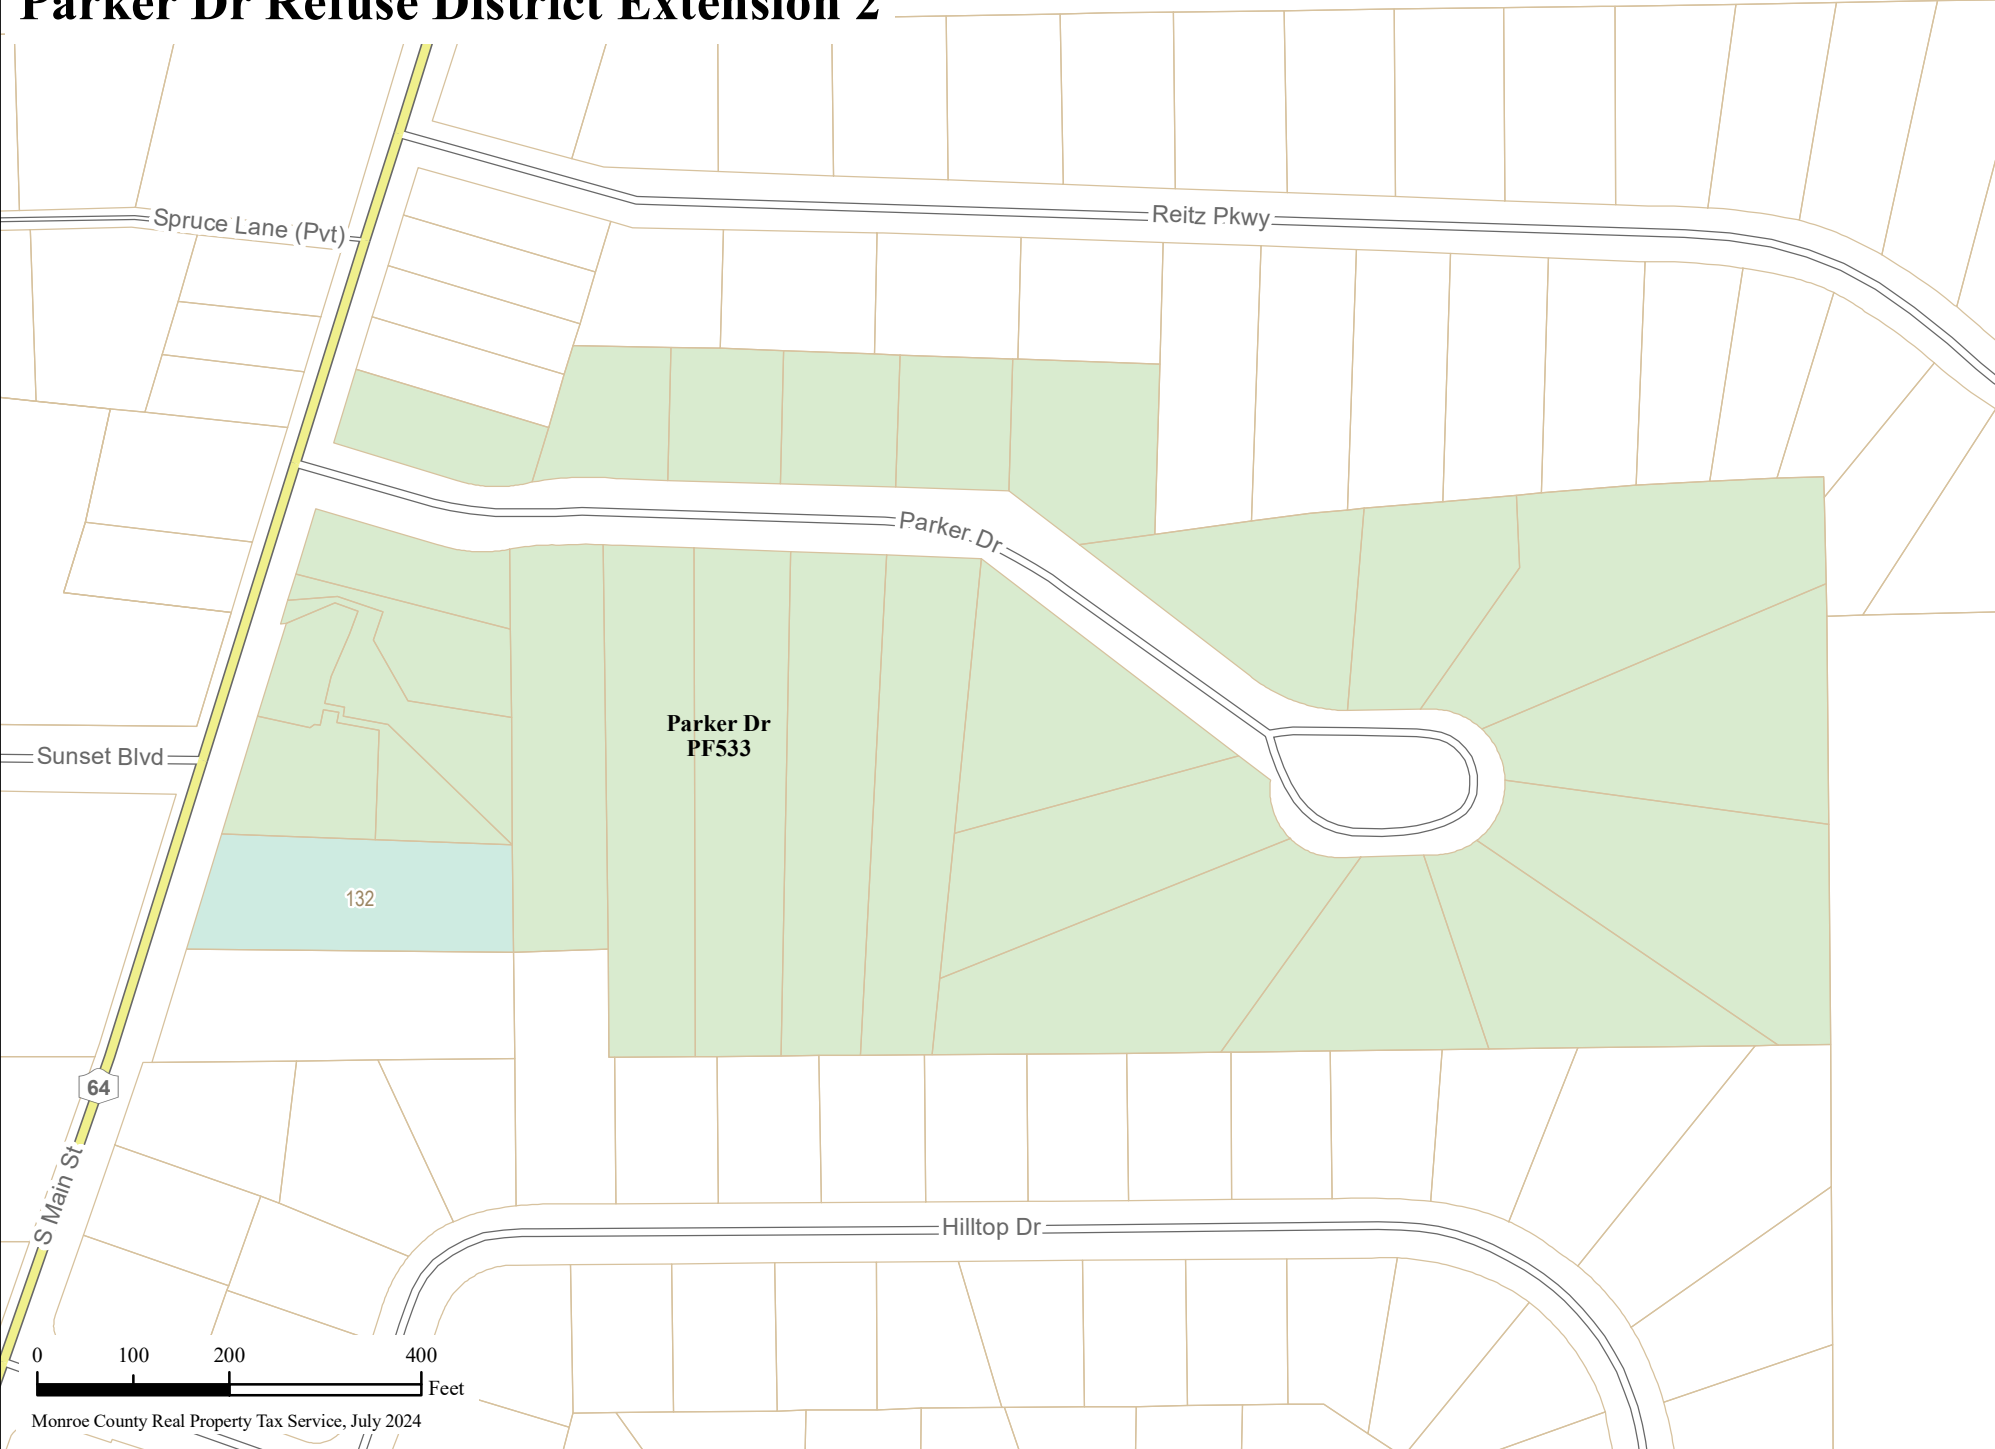 Parker Dr Refuse District Extension 2
Reitz Pkwy
Spruce Lane (Pvt)
Parker Dr
Parker Dr
PF533
Sunset Blvd
132
64
S Main St
Hilltop Dr
0 100 200 400
Feet
Monroe County Real Property Tax Service, July 2024